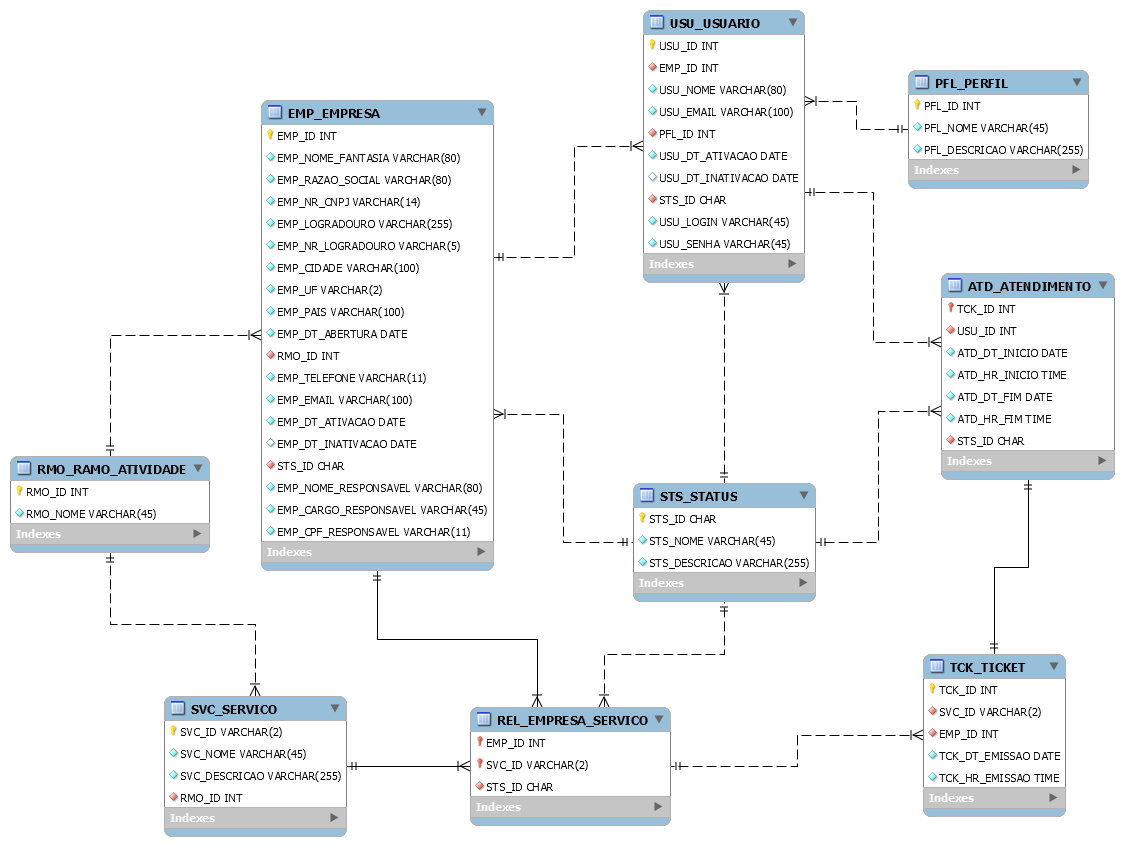 USU_USUARIO
USU_ID INT
EMP_ID INT
USU_NOME VARCHAR(80)
USU_EMAIL VARCHAR(100)
PFL_ID INT
USU_DT_ATIVACAO DATE
USU_DT_INATIVACAO DATE
STS_ID CHAR
USU_LOGIN VARCHAR(45)
USU_SENHA VARCHAR(45)
Indexes
PFL_PERFIL
PFL_ID INT
PFL_NOME VARCHAR(45)
PFL_DESCRICAO VARCHAR(255)
Indexes
EMP_EMPRESA
EMP_ID INT
EMP_NOME_FANTASIA VARCHAR(80)
EMP_RAZAO_SOCIAL VARCHAR(80)
EMP_NR_CNPJ VARCHAR(14)
EMP_LOGRADOURO VARCHAR(255)
EMP_NR_LOGRADOURO VARCHAR(5)
EMP_CIDADE VARCHAR(100)
EMP_UF VARCHAR(2)
EMP_PAIS VARCHAR(100)
EMP_DT_ABERTURA DATE
RMO_ID INT
EMP_TELEFONE VARCHAR(11)
EMP_EMAIL VARCHAR(100)
EMP_DT_ATIVACAO DATE
EMP_DT_INATIVACAO DATE
STS_ID CHAR
EMP_NOME_RESPONSAVEL VARCHAR(80)
EMP_CARGO_RESPONSAVEL VARCHAR(45)
EMP_CPF_RESPONSAVEL VARCHAR(11)
Indexes
ATD_ATENDIMENTO
TCK_ID INT
USU_ID INT
ATD_DT_INICIO DATE
ATD_HR_INICIO TIME
ATD_DT_FIM DATE
ATD_HR_FIM TIME
STS_ID CHAR
Indexes
RMO_RAMO_ATIVIDADE
RMO_ID INT
RMO_NOME VARCHAR(45)
Indexes
STS_STATUS
STS_ID CHAR
STS_NOME VARCHAR(45)
STS_DESCRICAO VARCHAR(255)
Indexes
SVC_SERVICO
SVC_ID VARCHAR(2)
SVC_NOME VARCHAR(45)
SVC_DESCRICAO VARCHAR(255)
RMO_ID INT
Indexes
REL_EMPRESA_SERVICO
EMP_ID INT
SVC_ID VARCHAR(2)
STS_ID CHAR
Indexes
TCK_TICKET
TCK_ID INT
SVC_ID VARCHAR(2)
EMP_ID INT
TCK_DT_EMISSAO DATE
TCK_HR_EMISSAO TIME
Indexes